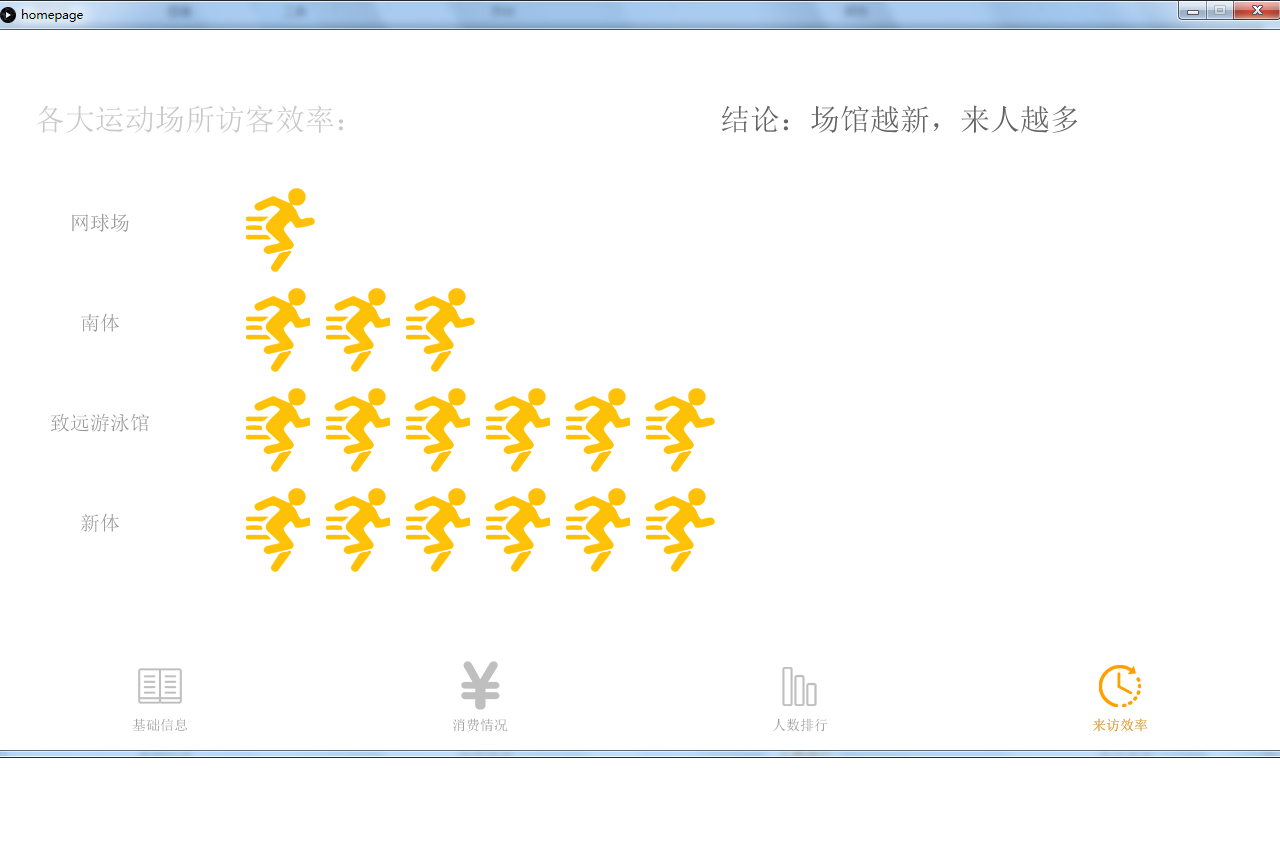 homepage
各大运动场所访客效率：
结论：场馆越新，来人越多
网球场
南体
致远游泳馆
新体
基础信息
消费情况
人数排行
来访效率